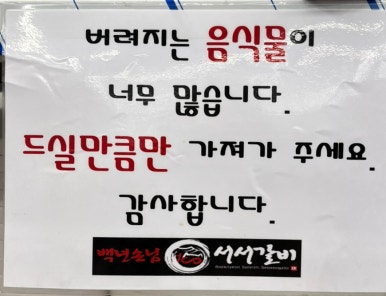 버려지는 음식물이
너무 많습니다.
드실만큼만 가져가 주세요.
감사합니다.
백년손님 서서갈비